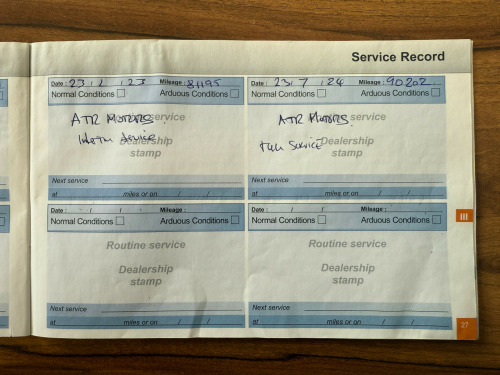 Service Record
Date : 23 / 2 / 23 Mileage :
Normal Conditions Arduous Conditions
ATR MOTORS.
Service
Dealership
stamp
Next service
at miles or on / /
Date : 23 / 7 / 24 Mileage : 90202
Normal Conditions Arduous Conditions
ATR MOTORS.
Full Service
Dealership
stamp
Next service
at miles or on / /
Date : / / Mileage :
Normal Conditions Arduous Conditions
Routine service
Dealership
stamp
Next service
at miles or on / /
Date : / / Mileage :
Normal Conditions Arduous Conditions
Routine service
Dealership
stamp
Next service
at miles or on / /
III
27